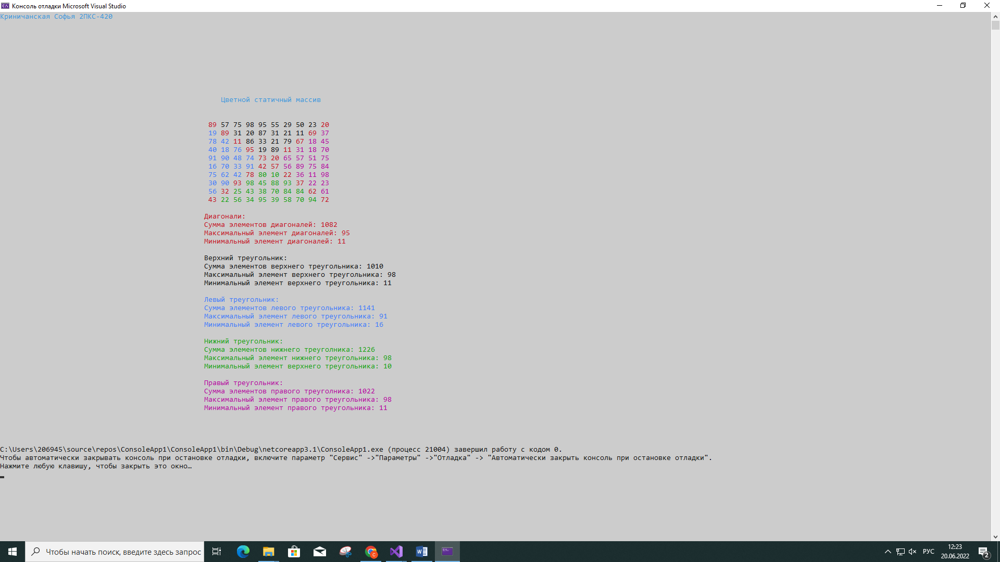 Консоль отладки Microsoft Visual Studio
Криничанская Софья 2ПКС-420
Цветной статичный массив
89 57 75 98 95 55 29 50 23 20
19 89 31 20 87 31 21 11 69 37
78 42 11 86 33 21 79 67 18 45
40 18 76 95 19 89 11 31 18 70
91 90 48 74 73 20 65 57 51 75
16 70 33 91 42 57 56 89 75 84
75 62 42 78 80 10 22 36 11 98
30 90 93 98 45 88 93 37 22 23
56 32 25 43 38 70 84 84 62 61
43 22 56 34 95 39 58 70 94 72
Диагонали:
Сумма элементов диагоналей: 1082
Максимальный элемент диагоналей: 95
Минимальный элемент диагоналей: 11
Верхний треугольник:
Сумма элементов верхнего треугольника: 1010
Максимальный элемент верхнего треугольника: 98
Минимальный элемент верхнего треугольника: 11
Левый треугольник:
Сумма элементов левого треугольника: 1141
Максимальный элемент левого треугольника: 91
Минимальный элемент левого треугольника: 16
Нижний треугольник:
Сумма элементов нижнего треуголника: 1226
Максимальный элемент нижнего треугольника: 98
Минимальный элемент верхнего треугольника: 10
Правый треугольник:
Сумма элементов правого треуголника: 1022
Максимальный элемент правого треугольника: 98
Минимальный элемент правого треугольника: 11
C:\Users\206945\source\repos\ConsoleApp1\ConsoleApp1\bin\Debug\netcoreapp3.1\ConsoleApp1.exe (процесс 21004) завершил работу с кодом 0.
Чтобы автоматически закрывать консоль при остановке отладки, включите параметр "Сервис" ->"Параметры" ->"Отладка" -> "Автоматически закрыть консоль при остановке отладки".
Нажмите любую клавишу, чтобы закрыть это окно…
Чтобы начать поиск, введите здесь запрос
РУС
12:23
20.06.2022
2